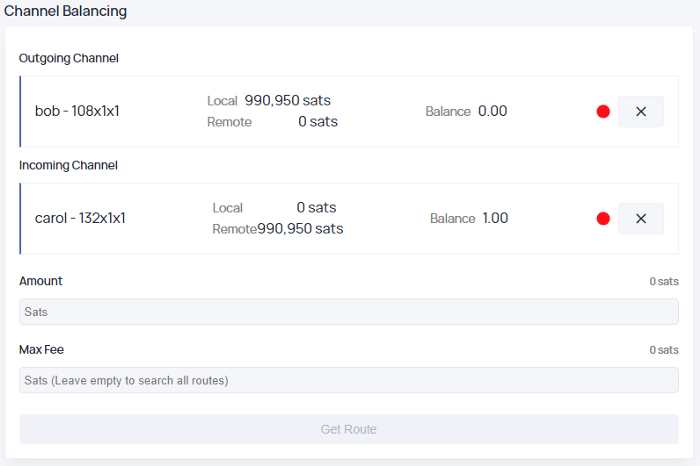 Channel Balancing
Outgoing Channel
bob - 108x1x1
Local 990,950 sats
Remote 0 sats
Balance 0.00
Incoming Channel
carol - 132x1x1
Local 0 sats
Remote 990,950 sats
Balance 1.00
Amount 0 sats
Sats
Max Fee 0 sats
Sats (Leave empty to search all routes)
Get Route